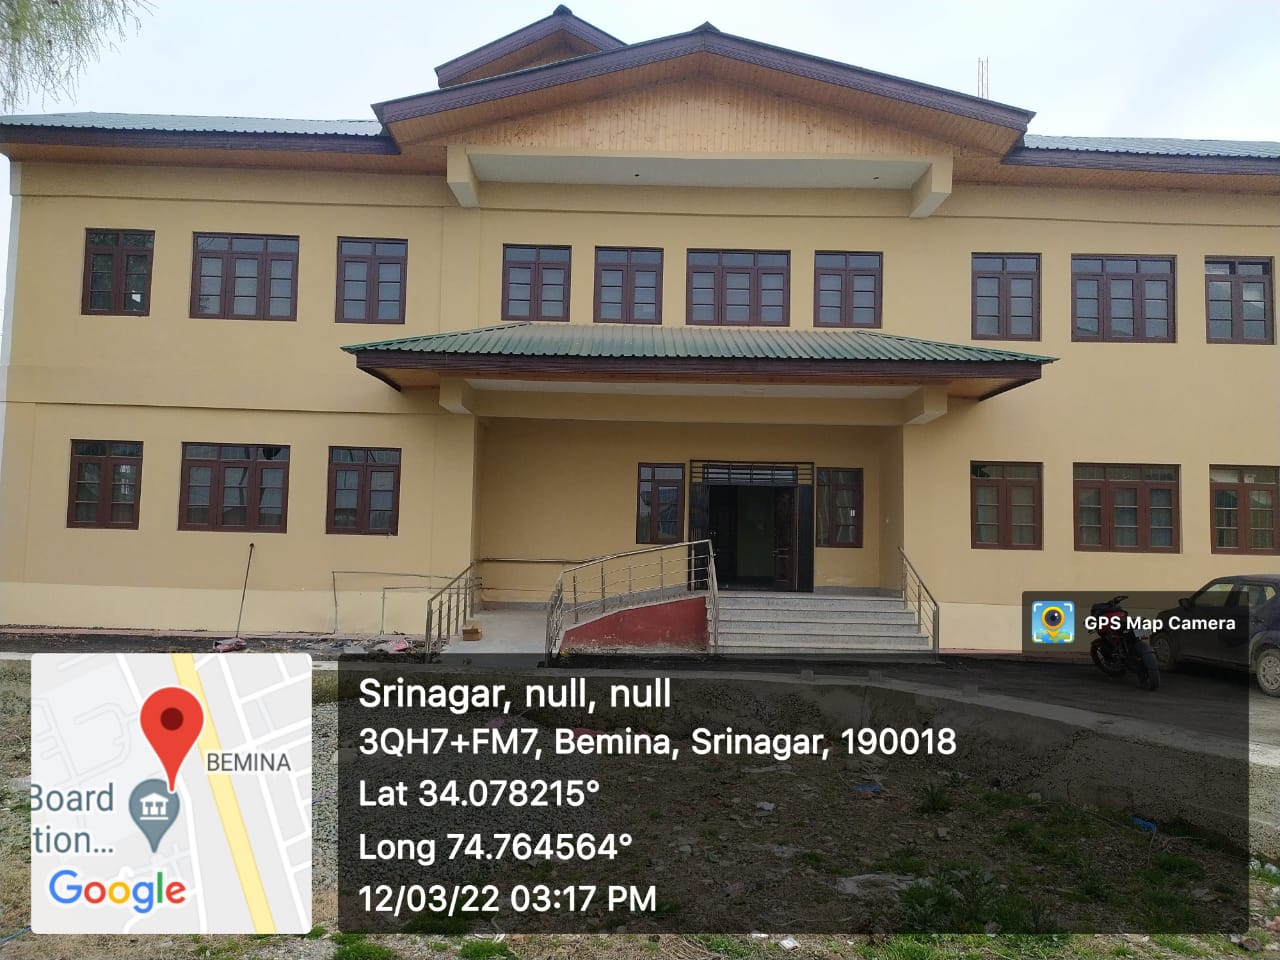 GPS Map Camera
BEMINA
Board
tion...
Google
Srinagar, null, null
3QH7+FM7, Bemina, Srinagar, 190018
Lat 34.078215°
Long 74.764564°
12/03/22 03:17 PM